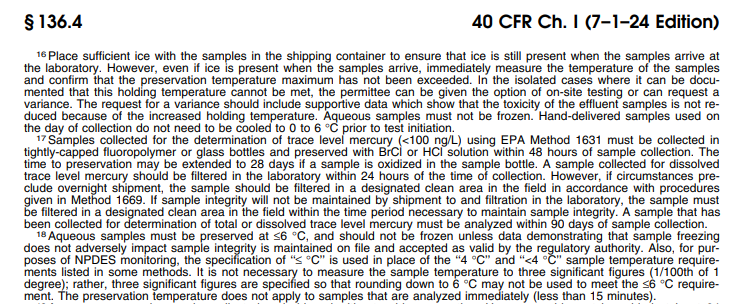 § 136.4
40 CFR Ch. I (7–1–24 Edition)
16 Place sufficient ice with the samples in the shipping container to ensure that ice is still present when the samples arrive at
the laboratory. However, even if ice is present when the samples arrive, immediately measure the temperature of the samples
and confirm that the preservation temperature maximum has not been exceeded. In the isolated cases where it can be docu-
mented that this holding temperature cannot be met, the permittee can be given the option of on-site testing or can request a
variance. The request for a variance should include supportive data which show that the toxicity of the effluent samples is not re-
duced because of the increased holding temperature. Aqueous samples must not be frozen. Hand-delivered samples used on
the day of collection do not need to be cooled to 0 to 6 °C prior to test initiation.
17 Samples collected for the determination of trace level mercury (<100 ng/L) using EPA Method 1631 must be collected in
tightly-capped fluoropolymer or glass bottles and preserved with BrCl or HCl solution within 48 hours of sample collection. The
time to preservation may be extended to 28 days if a sample is oxidized in the sample bottle. A sample collected for dissolved
trace level mercury should be filtered in the laboratory within 24 hours of the time of collection. However, if circumstances pre-
clude overnight shipment, the sample should be filtered in a designated clean area in the field in accordance with procedures
given in Method 1669. If sample integrity will not be maintained by shipment to and filtration in the laboratory, the sample must
be filtered in a designated clean area in the field within the time period necessary to maintain sample integrity. A sample that has
been collected for determination of total or dissolved trace level mercury must be analyzed within 90 days of sample collection.
18 Aqueous samples must be preserved at ≤6 °C, and should not be frozen unless data demonstrating that sample freezing
does not adversely impact sample integrity is maintained on file and accepted as valid by the regulatory authority. Also, for pur-
poses of NPDES monitoring, the specification of “≤ °C” is used in place of the “4 °C” and “<4 °C” sample temperature require-
ments listed in some methods. It is not necessary to measure the sample temperature to three significant figures (1/100th of 1
degree); rather, three significant figures are specified so that rounding down to 6 °C may not be used to meet the ≤6 °C require-
ment. The preservation temperature does not apply to samples that are analyzed immediately (less than 15 minutes).